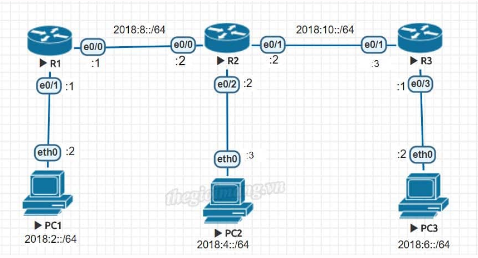 2018:8::/64 2018:10::/64
e0/0 e0/0 e0/1 e0/1
R1 :1 :2 R2 :2 :3 R3
e0/1 :1 e0/2 :2 :1 e0/3
eth0 :2 eth0 :3 :2 eth0
thegioimang.vn
PC1 PC2 PC3
2018:2::/64 2018:4::/64 2018:6::/64